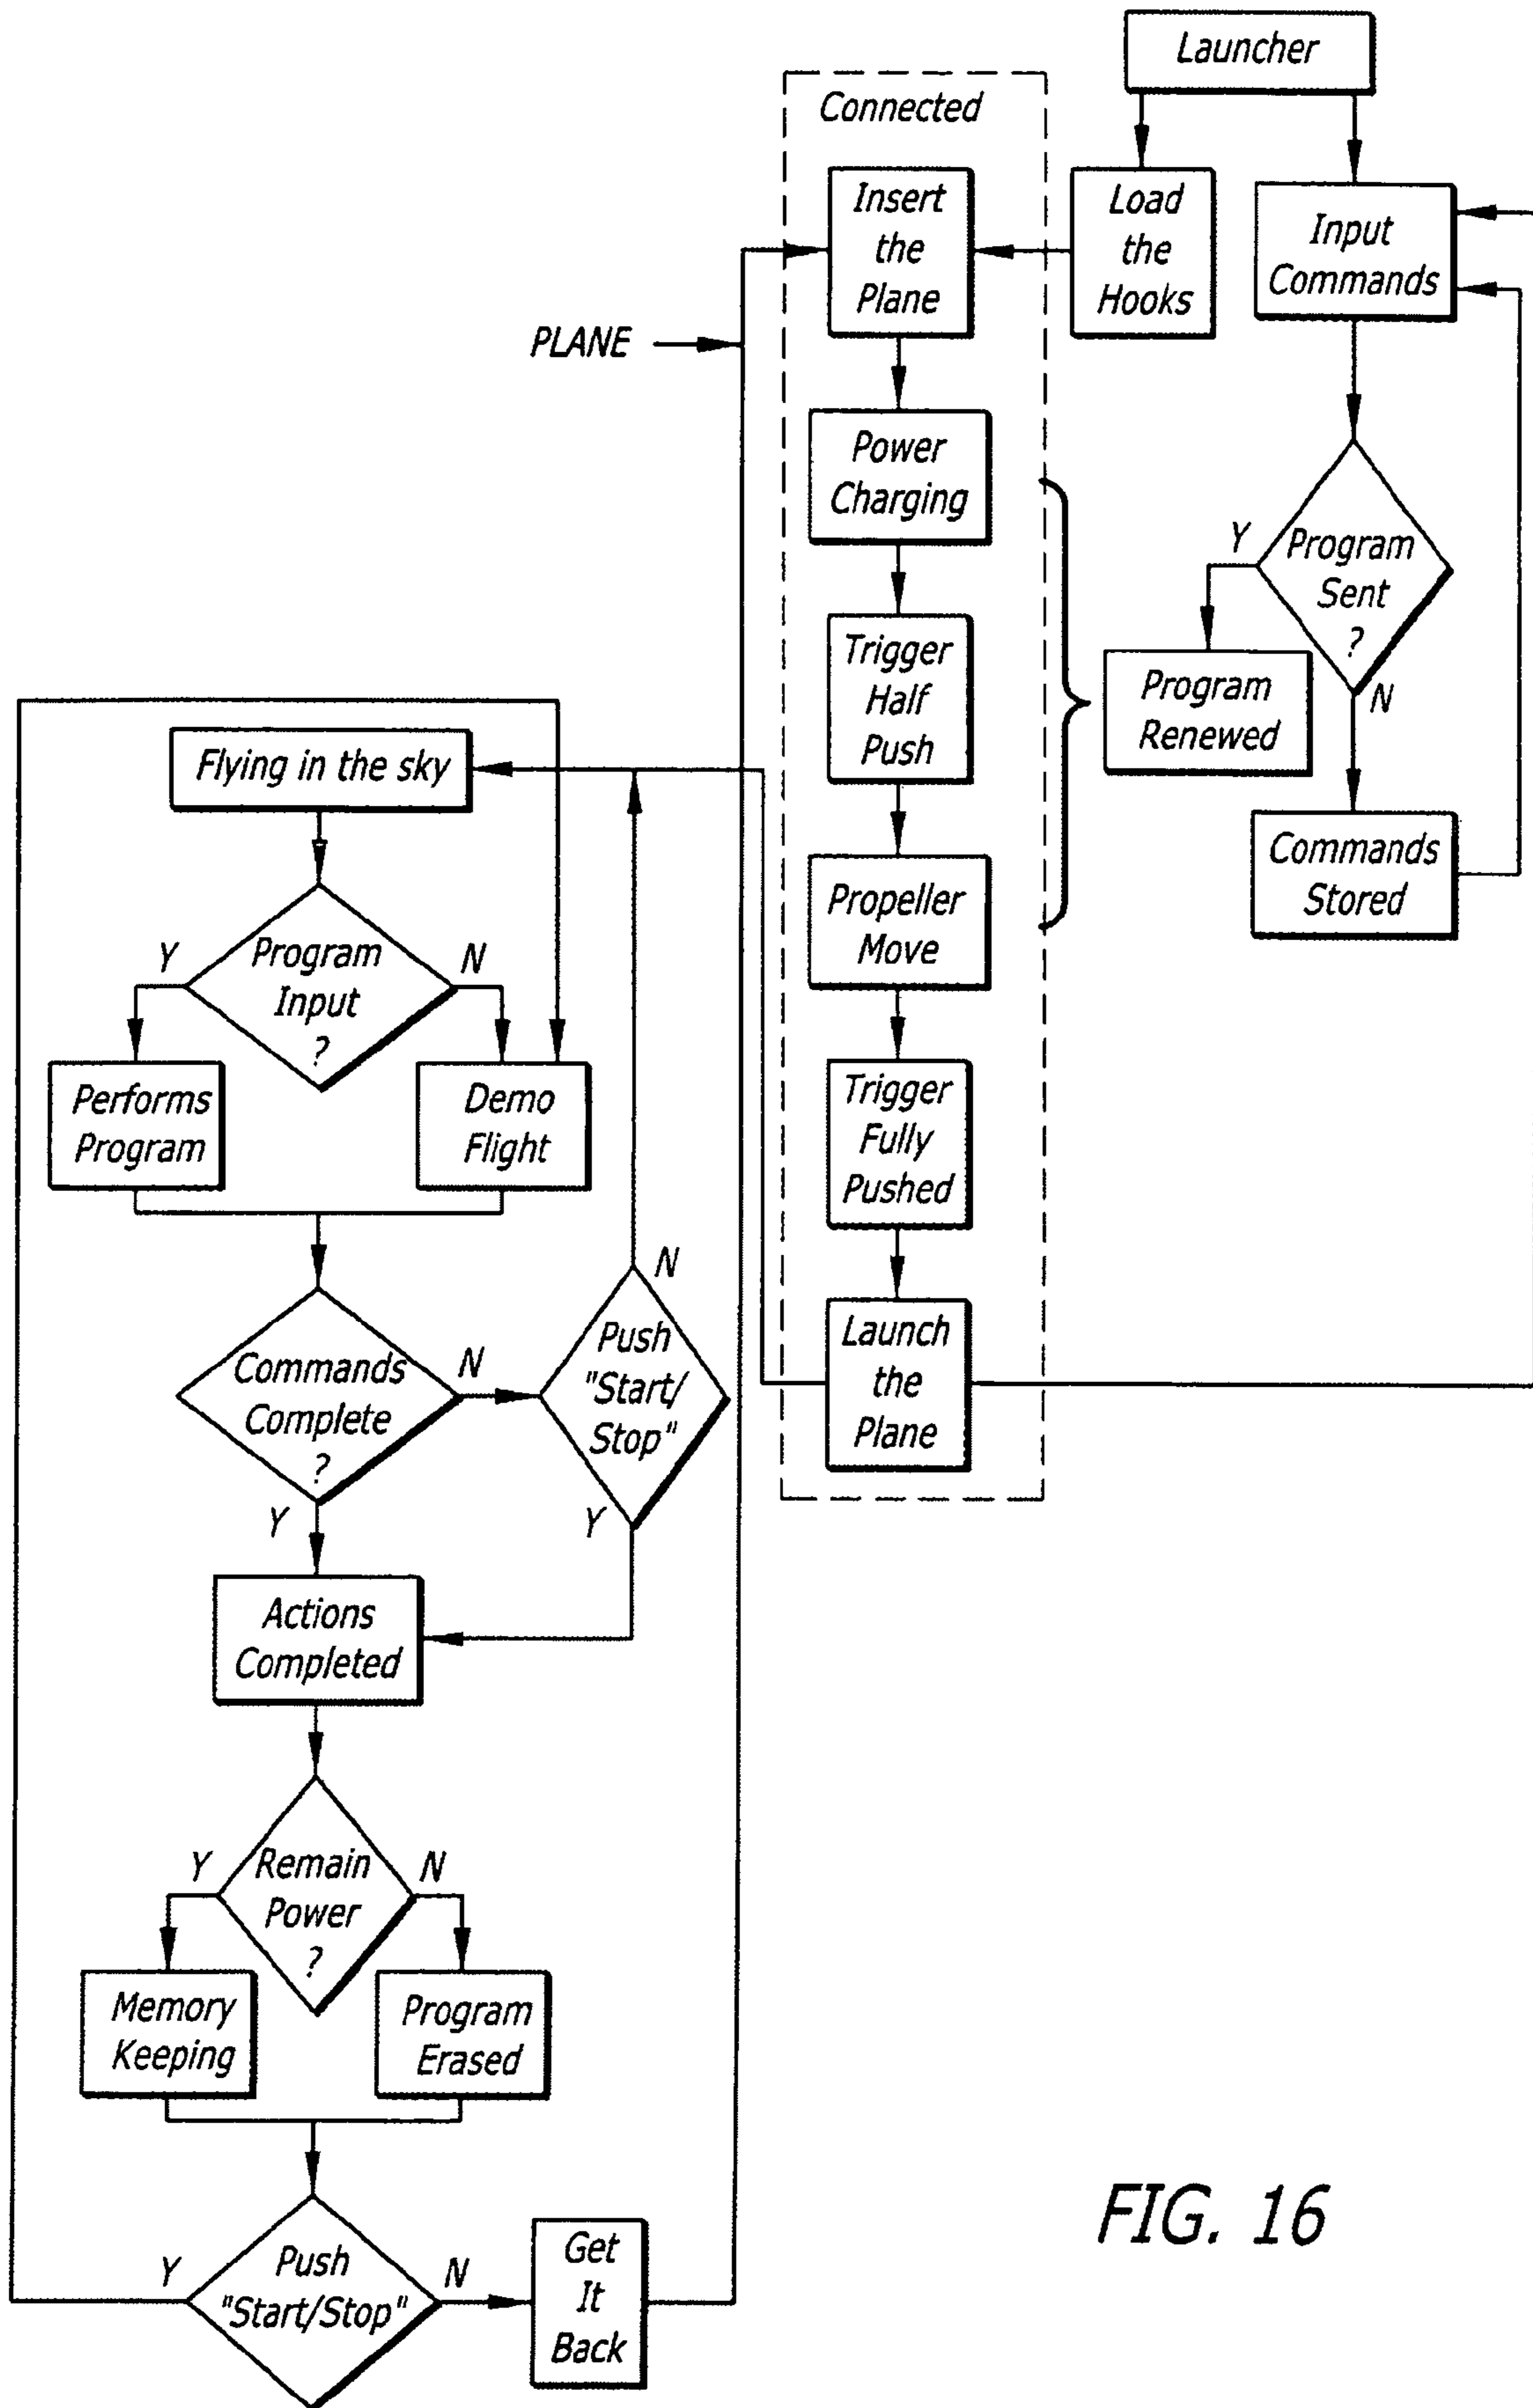 Launcher
Connected
Insert
the
Plane
Load
the
Hooks
Input
Commands
PLANE
Power
Charging
Y
Program
Sent
?
N
Trigger
Half
Push
Program
Renewed
Commands
Stored
Propeller
Move
Trigger
Fully
Pushed
Launch
the
Plane
Flying in the sky
Y
Program
Input
?
N
Performs
Program
Demo
Flight
Commands
Complete
?
N
Y
Push
"Start/
Stop"
N
Y
Actions
Completed
Y
Remain
Power
?
N
Memory
Keeping
Program
Erased
Y
Push
"Start/Stop"
N
Get
It
Back
FIG. 16